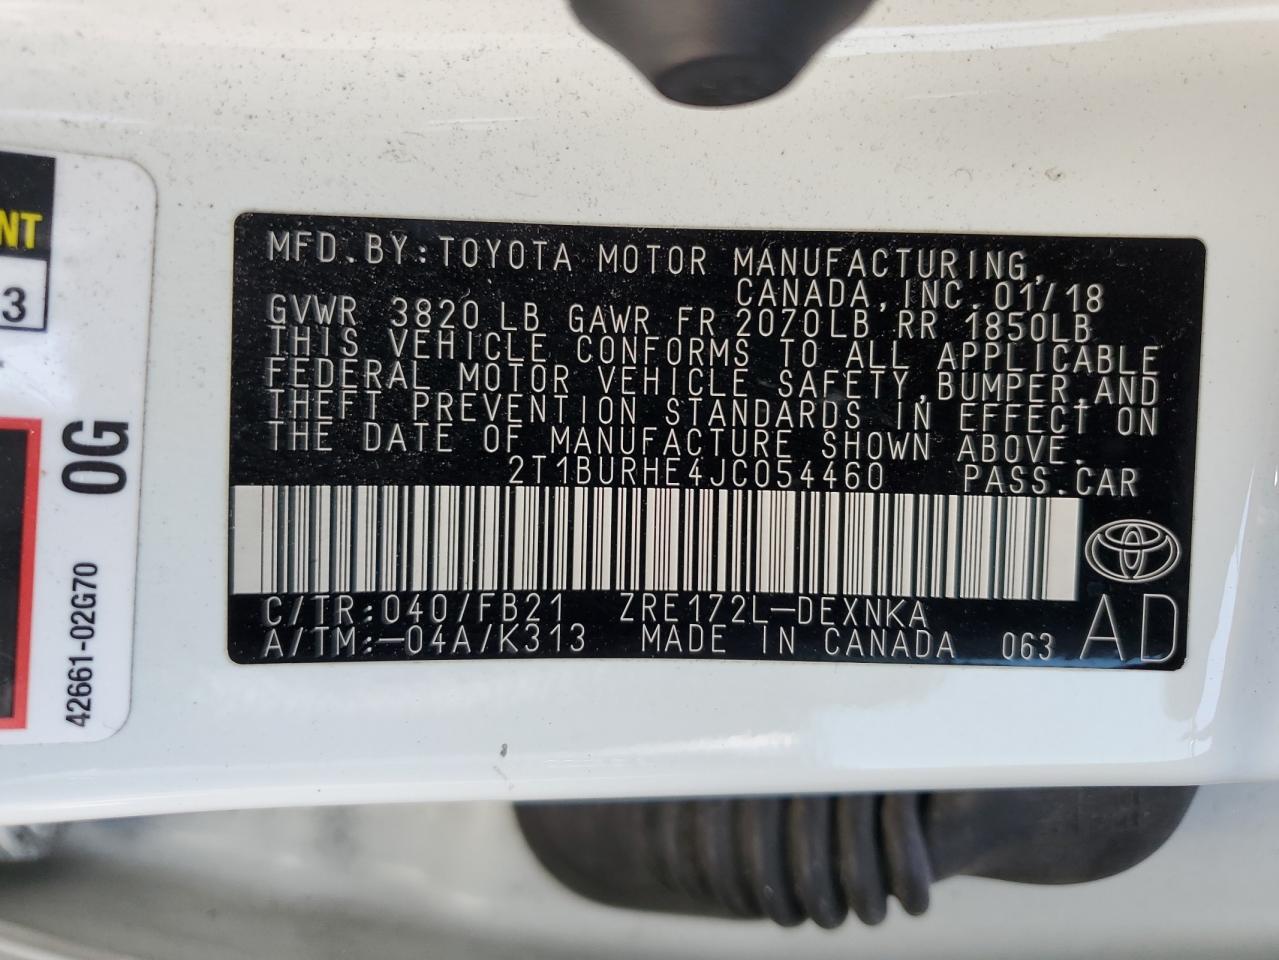 NT
3
0G
42661-02G70
MFD.BY:TOYOTA MOTOR MANUFACTURING,
CANADA,INC.01/18
GVWR 3820 LB GAWR FR 2070LB RR 1850LB
THIS VEHICLE CONFORMS TO ALL APPLICABLE
FEDERAL MOTOR VEHICLE SAFETY,BUMPER,AND
THEFT PREVENTION STANDARDS IN EFFECT ON
THE DATE OF MANUFACTURE SHOWN ABOVE.
2T1BURHE4JC054460 PASS.CAR
C/TR:040/FB21 ZRE172L-DEXNKA
A/TM:-04A/K313 MADE IN CANADA 063 AD